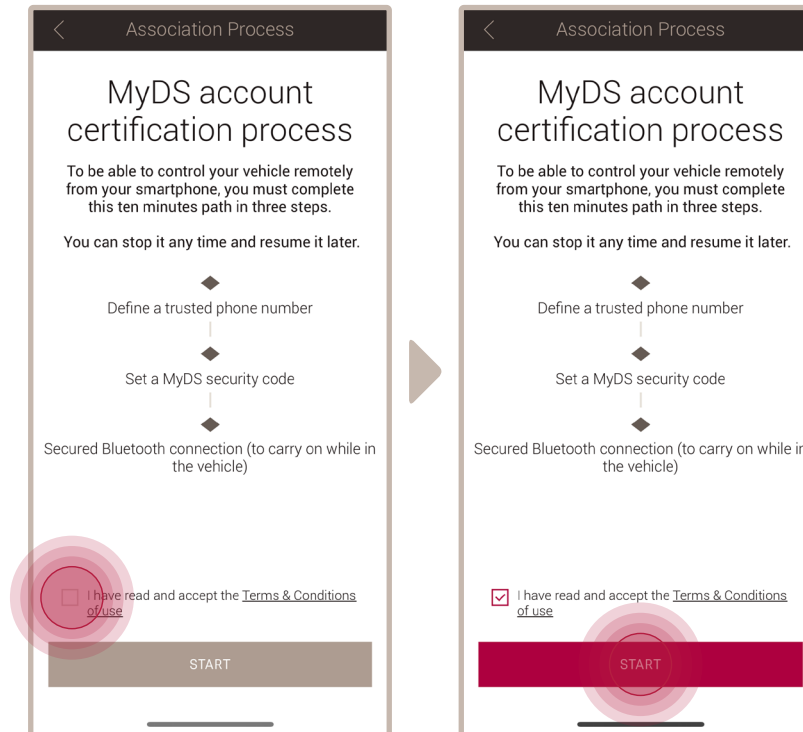 Association Process
MyDS account
certification process
To be able to control your vehicle remotely
from your smartphone, you must complete
this ten minutes path in three steps.
You can stop it any time and resume it later.
Define a trusted phone number
Set a MyDS security code
Secured Bluetooth connection (to carry on while in
the vehicle)
I have read and accept the Terms & Conditions
of use
START
Association Process
MyDS account
certification process
To be able to control your vehicle remotely
from your smartphone, you must complete
this ten minutes path in three steps.
You can stop it any time and resume it later.
Define a trusted phone number
Set a MyDS security code
Secured Bluetooth connection (to carry on while in
the vehicle)
I have read and accept the Terms & Conditions
of use
START